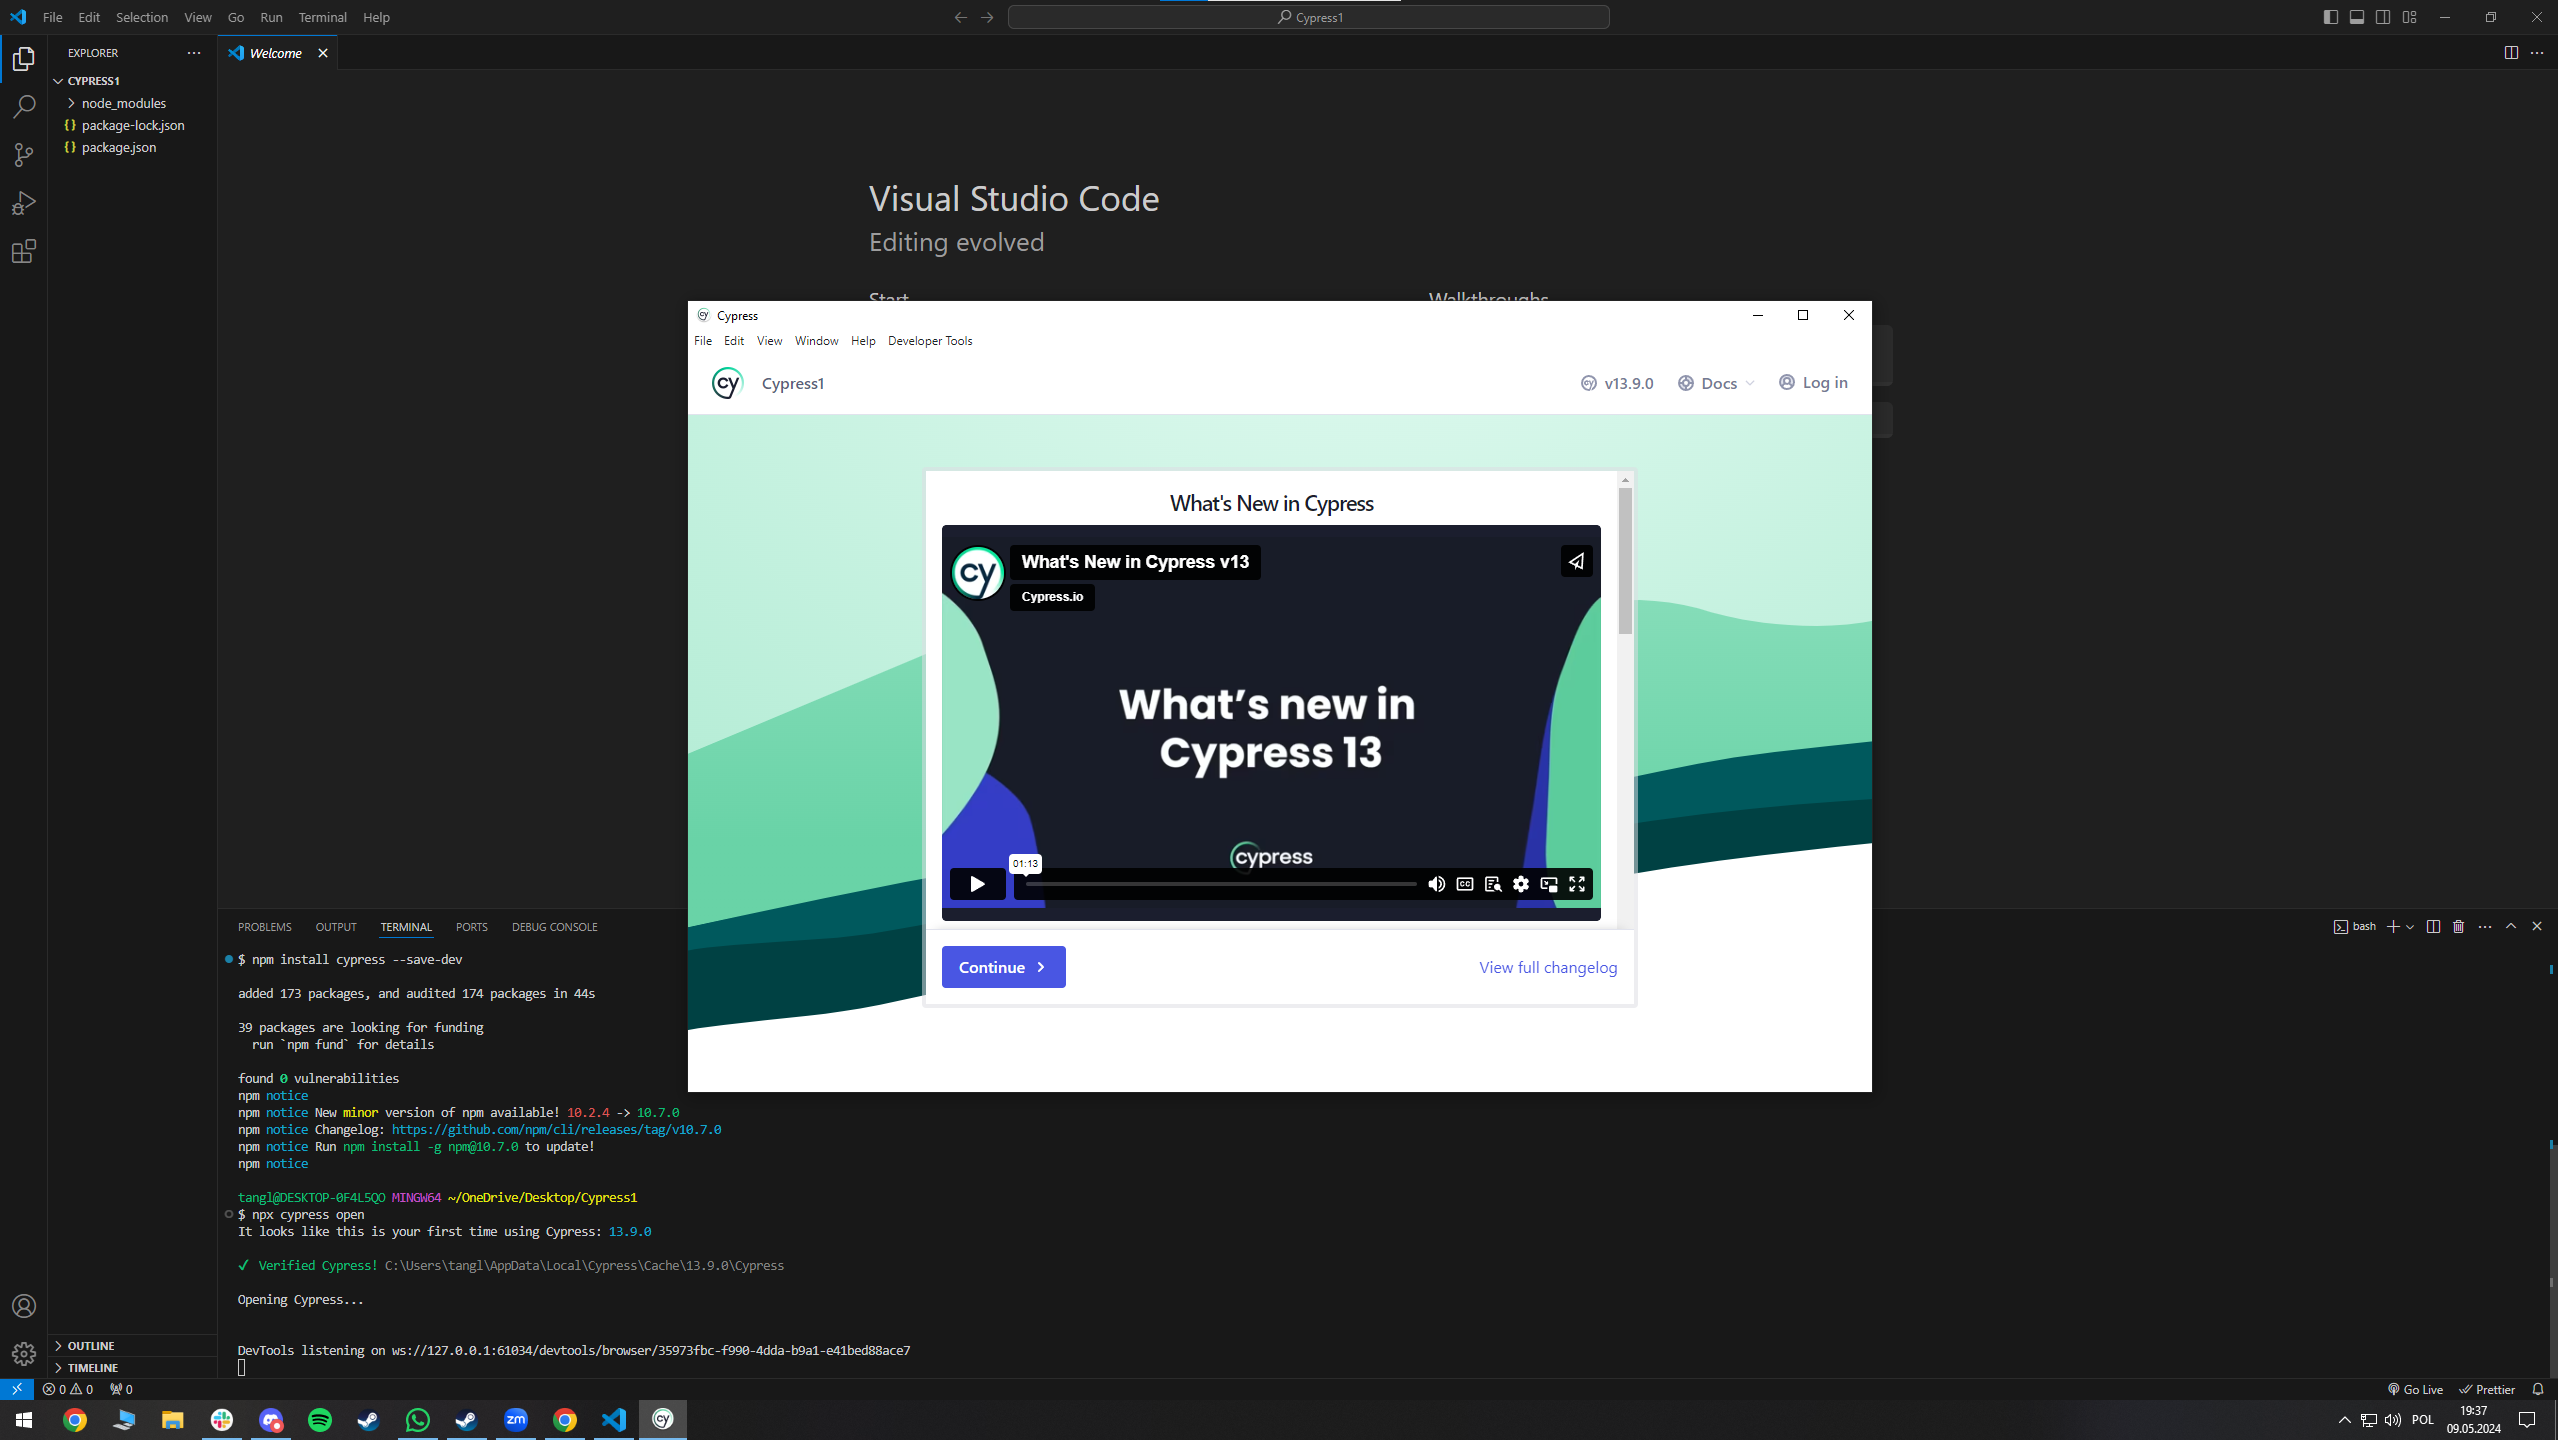 File Edit Selection View Go Run Terminal Help
Cypress1
EXPLORER
CYPRESS1
node_modules
{} package-lock.json
{} package.json
OUTLINE
TIMELINE
Welcome
Visual Studio Code
Editing evolved
Start
Walkthroughs
Cypress
File Edit View Window Help Developer Tools
cy Cypress1
v13.9.0 Docs Log in
What's New in Cypress
cy What's New in Cypress v13
Cypress.io
What’s new in
Cypress 13
cypress
01:13
CC
Continue
View full changelog
PROBLEMS OUTPUT TERMINAL PORTS DEBUG CONSOLE
bash
$ npm install cypress --save-dev
added 173 packages, and audited 174 packages in 44s
39 packages are looking for funding
run `npm fund` for details
found 0 vulnerabilities
npm notice
npm notice New minor version of npm available! 10.2.4 -> 10.7.0
npm notice Changelog: https://github.com/npm/cli/releases/tag/v10.7.0
npm notice Run npm install -g npm@10.7.0 to update!
npm notice
tangl@DESKTOP-0F4L5QO MINGW64 ~/OneDrive/Desktop/Cypress1
$ npx cypress open
It looks like this is your first time using Cypress: 13.9.0
✓ Verified Cypress! C:\Users\tangl\AppData\Local\Cypress\Cache\13.9.0\Cypress
Opening Cypress...
DevTools listening on ws://127.0.0.1:61034/devtools/browser/35973fbc-f990-4dda-b9a1-e41bed88ace7
0 0 0
Go Live Prettier
zm
cy
POL
19:37
09.05.2024